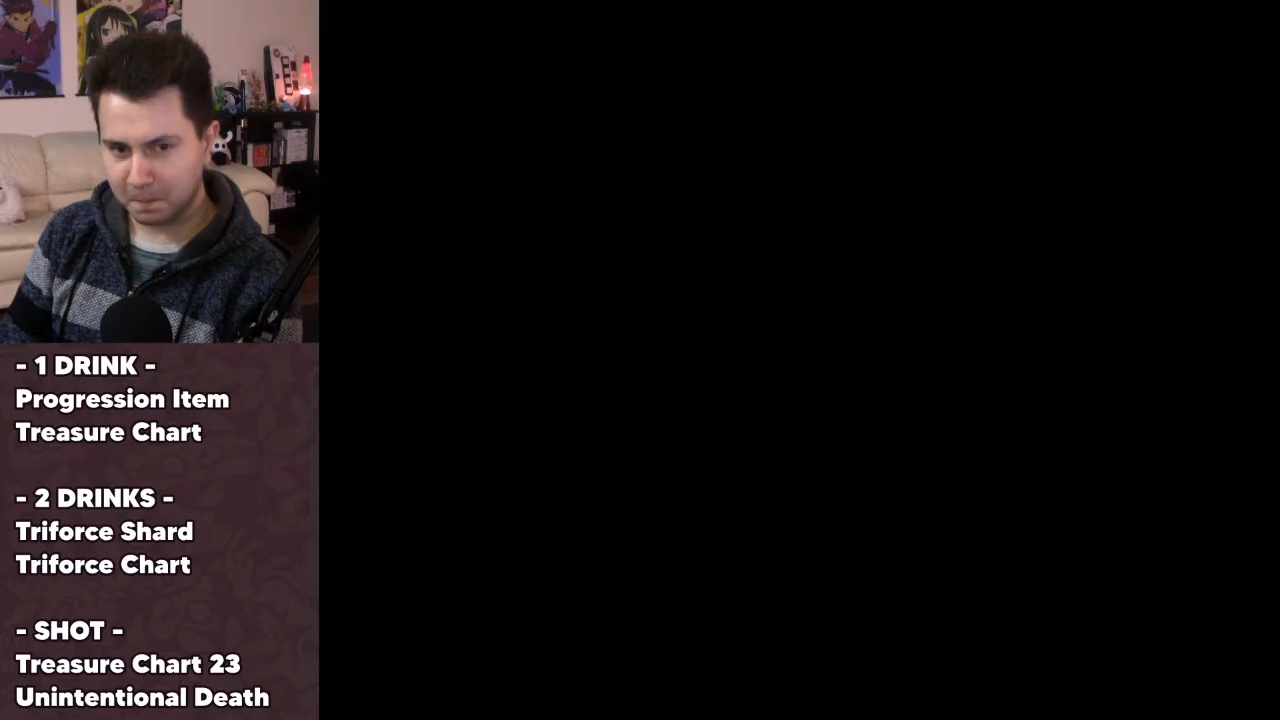 - 1 DRINK -
Progression Item
Treasure Chart
- 2 DRINKS -
Triforce Shard
Triforce Chart
- SHOT -
Treasure Chart 23
Unintentional Death